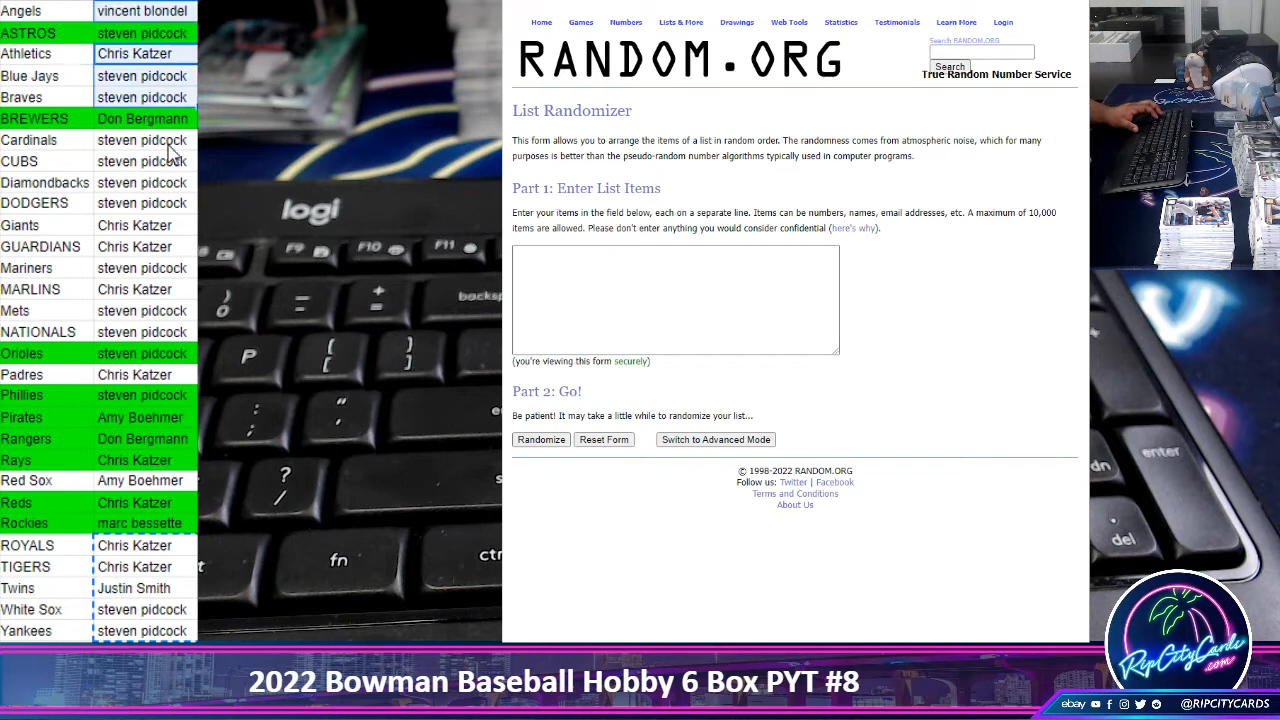 Angels vincent blondel
ASTROS steven pidcock
Athletics Chris Katzer
Blue Jays steven pidcock
Braves steven pidcock
BREWERS Don Bergmann
Cardinals steven pidcock
CUBS steven pidcock
Diamondbacks steven pidcock
DODGERS steven pidcock
Giants Chris Katzer
GUARDIANS Chris Katzer
Mariners steven pidcock
MARLINS Chris Katzer
Mets steven pidcock
NATIONALS steven pidcock
Orioles steven pidcock
Padres Chris Katzer
Phillies steven pidcock
Pirates Amy Boehmer
Rangers Don Bergmann
Rays Chris Katzer
Red Sox Amy Boehmer
Reds Chris Katzer
Rockies marc bessette
ROYALS Chris Katzer
TIGERS Chris Katzer
Twins Justin Smith
White Sox steven pidcock
Yankees steven pidcock
logi
F9 F10 F11
) 0
_ -
=
+
backsp
P
{ [
} ]
: ;
" '
? /
fn
ctr
Home Games Numbers Lists & More Drawings Web Tools Statistics Testimonials Learn More Login
RANDOM.ORG
Search RANDOM.ORG
Search
True Random Number Service
List Randomizer
This form allows you to arrange the items of a list in random order. The randomness comes from atmospheric noise, which for many
purposes is better than the pseudo-random number algorithms typically used in computer programs.
Part 1: Enter List Items
Enter your items in the field below, each on a separate line. Items can be numbers, names, email addresses, etc. A maximum of 10,000
items are allowed. Please don't enter anything you would consider confidential (here's why).
(you're viewing this form securely)
Part 2: Go!
Be patient! It may take a little while to randomize your list...
Randomize Reset Form Switch to Advanced Mode
© 1998-2022 RANDOM.ORG
Follow us: Twitter | Facebook
Terms and Conditions
About Us
enter
dn
del
2022 Bowman Baseball Hobby 6 Box PYT #8
RipCityCards
.com
ebay @RIPCITYCARDS